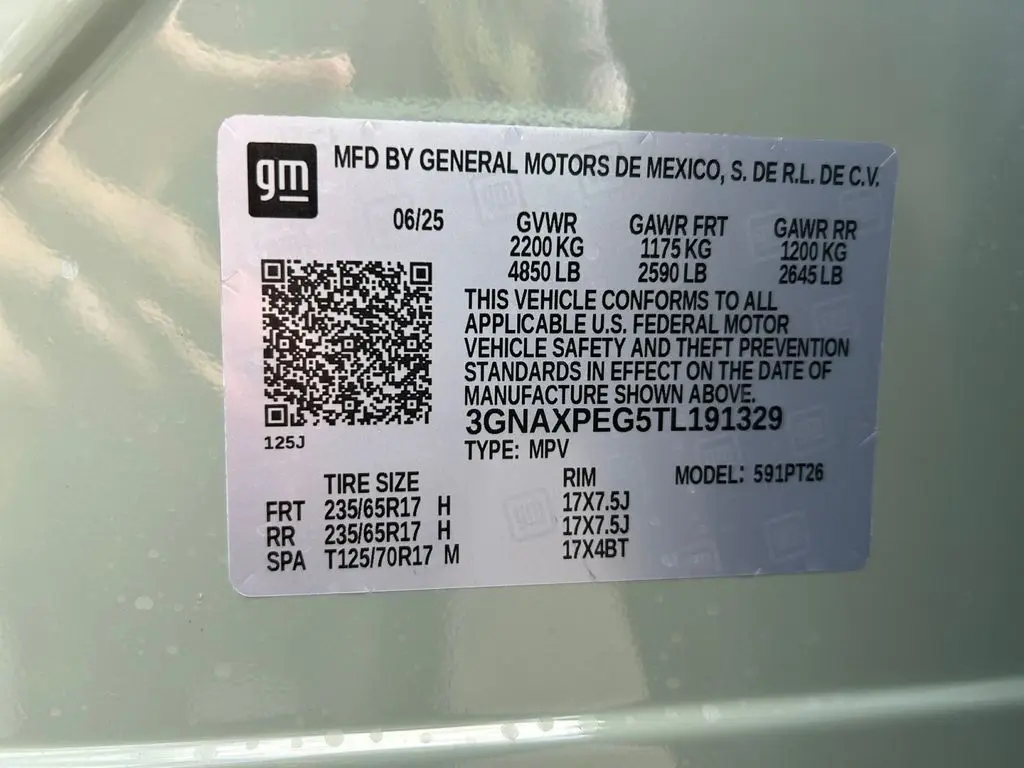 gm
MFD BY GENERAL MOTORS DE MEXICO, S. DE R.L. DE C.V.
06/25 GVWR GAWR FRT GAWR RR
2200 KG 1175 KG 1200 KG
4850 LB 2590 LB 2645 LB
THIS VEHICLE CONFORMS TO ALL
APPLICABLE U.S. FEDERAL MOTOR
VEHICLE SAFETY AND THEFT PREVENTION
STANDARDS IN EFFECT ON THE DATE OF
MANUFACTURE SHOWN ABOVE.
3GNAXPEG5TL191329
125J
TYPE: MPV
TIRE SIZE RIM MODEL: 591PT26
FRT 235/65R17 H 17X7.5J
RR 235/65R17 H 17X7.5J
SPA T125/70R17 M 17X4BT